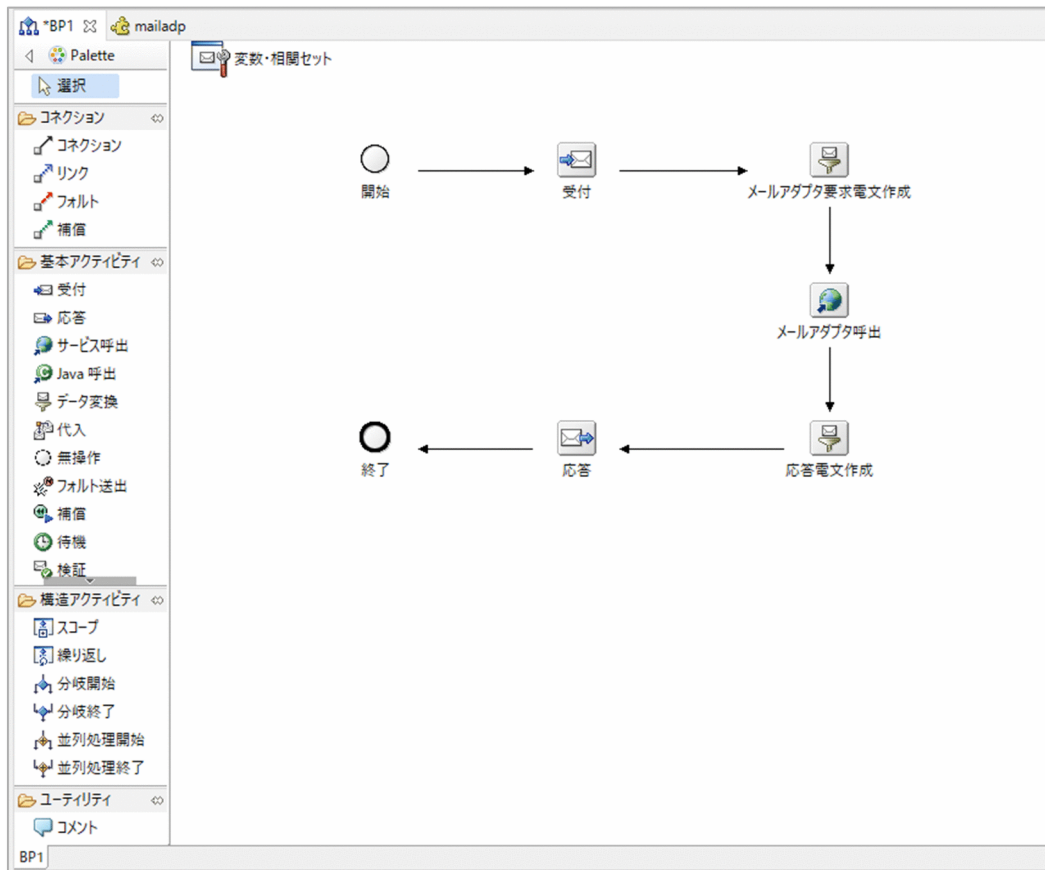 *BP1 mailadp
Palette
選択
コネクション
コネクション
リンク
フォルト
補償
基本アクティビティ
受付
応答
サービス呼出
Java 呼出
データ変換
代入
無操作
フォルト送出
補償
待機
検証
構造アクティビティ
スコープ
繰り返し
分岐開始
分岐終了
並列処理開始
並列処理終了
ユーティリティ
コメント
変数・相関セット
開始
受付
メールアダプタ要求電文作成
メールアダプタ呼出
応答電文作成
応答
終了
BP1